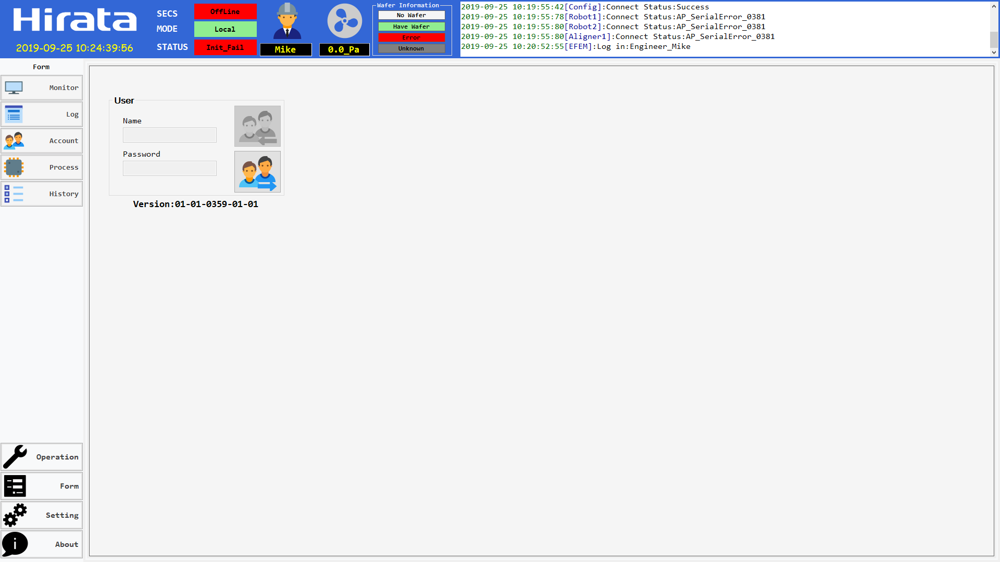 Hirata
2019-09-25 10:24:39:56
SECS OffLine
MODE Local
STATUS Init_Fail
Mike
0.0_Pa
Wafer Information
No Wafer
Have Wafer
Error
Unknown
2019-09-25 10:19:55:42[Config]:Connect Status:Success
2019-09-25 10:19:55:78[Robot1]:Connect Status:AP_SerialError_0381
2019-09-25 10:19:55:80[Robot2]:Connect Status:AP_SerialError_0381
2019-09-25 10:19:55:80[Aligner1]:Connect Status:AP_SerialError_0381
2019-09-25 10:20:52:55[EFEM]:Log in:Engineer_Mike
Form
Monitor
Log
Account
Process
History
User
Name
Password
Version:01-01-0359-01-01
Operation
Form
Setting
About